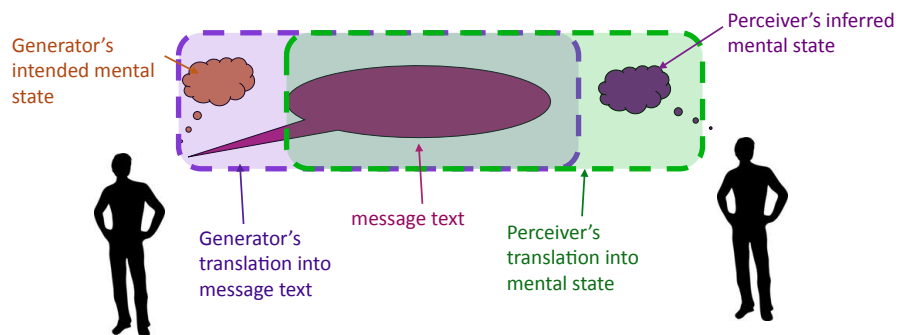 Generator's
intended mental
state
Perceiver's inferred
mental state
message text
Generator's
translation into
message text
Perceiver's
translation into
mental state